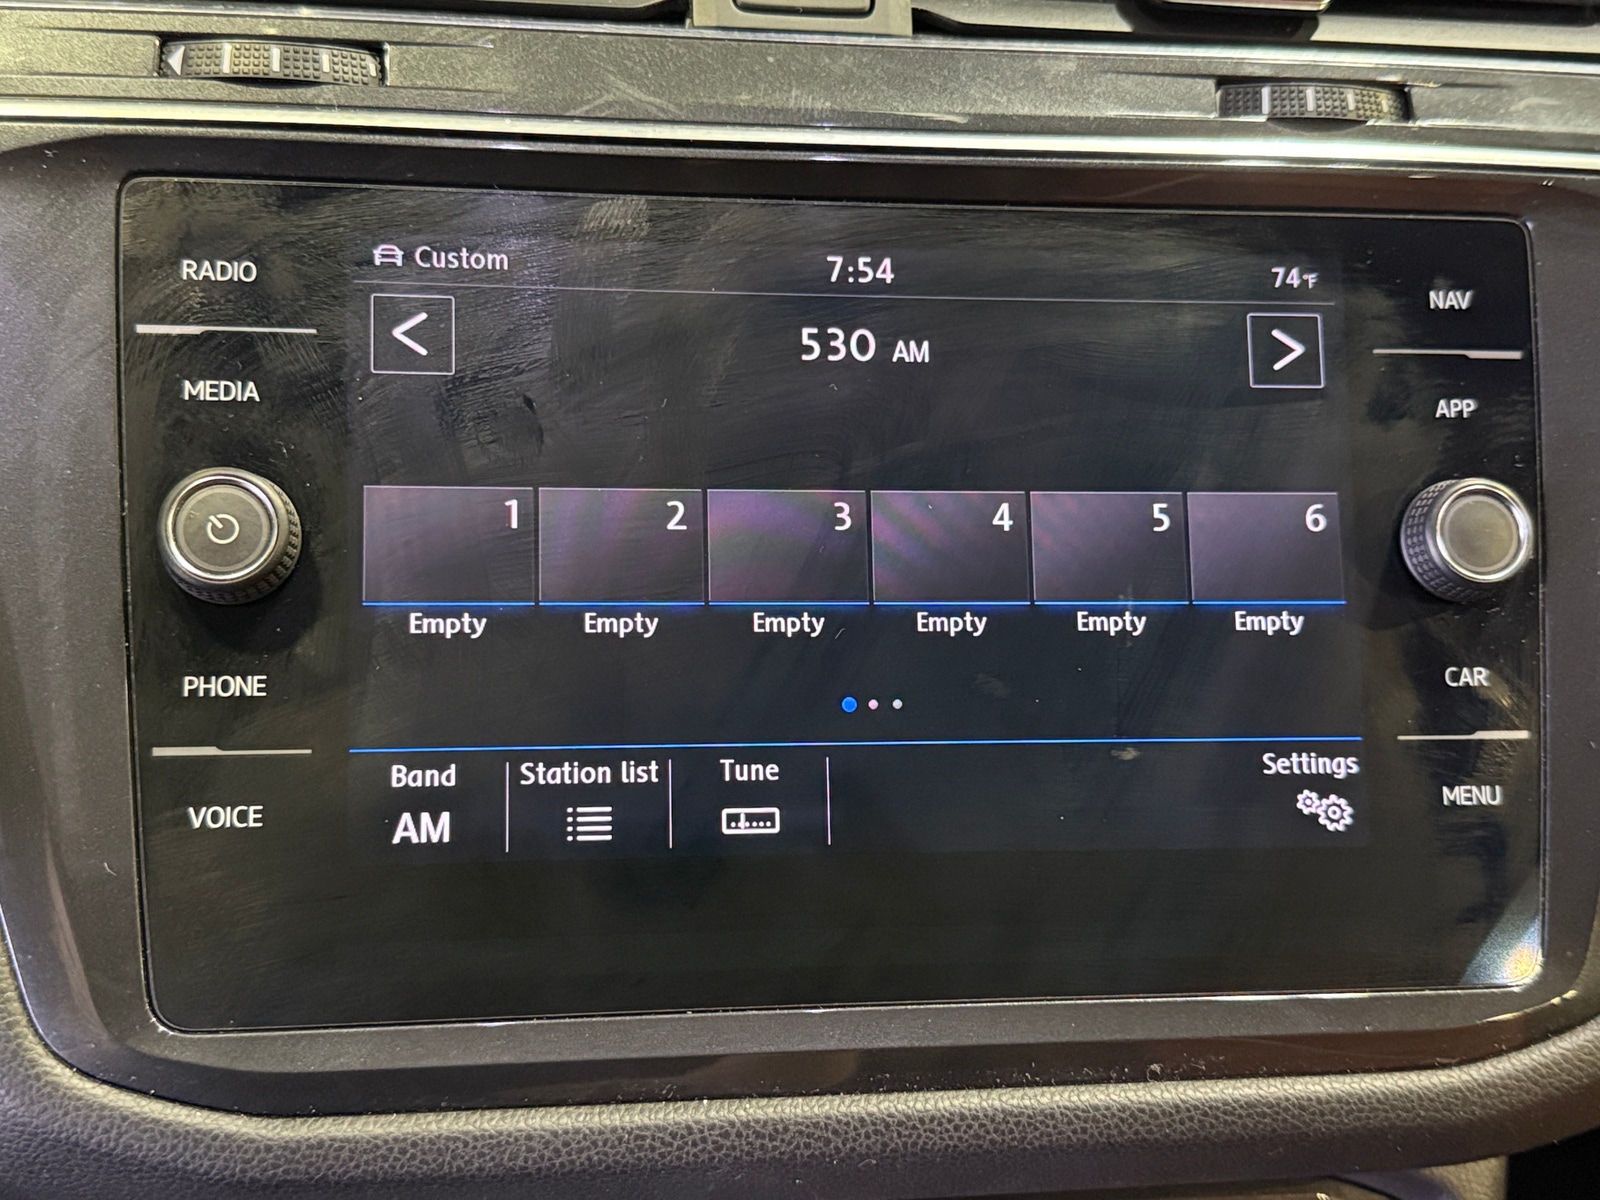 RADIO
MEDIA
PHONE
VOICE
Custom
7:54
74°F
530 AM
1 2 3 4 5 6
Empty Empty Empty Empty Empty Empty
Band Station list Tune Settings
AM
NAV
APP
CAR
MENU